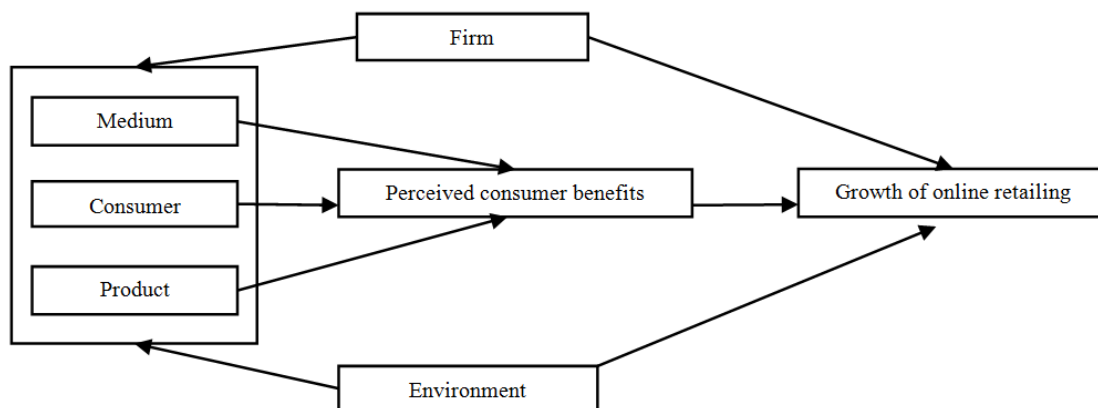 Firm
Medium
Consumer
Product
Perceived consumer benefits
Growth of online retailing
Environment